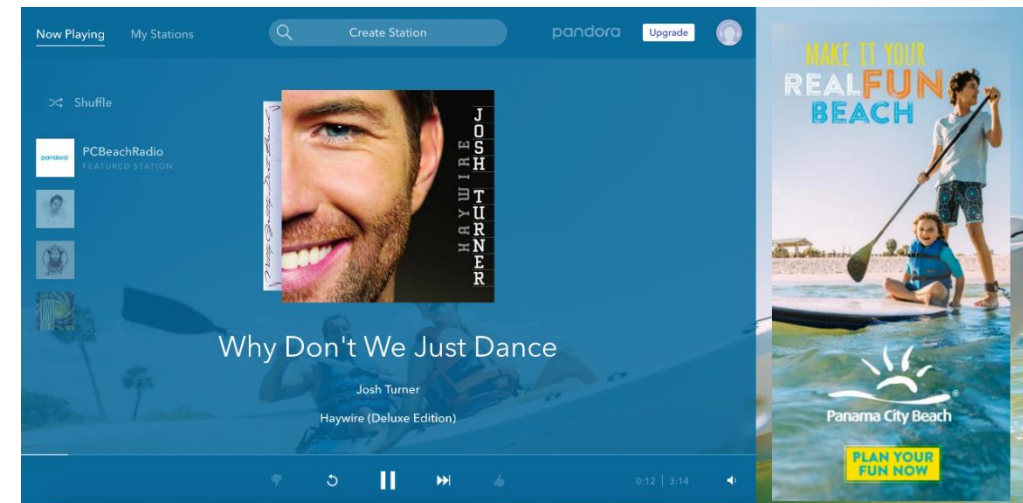 Now Playing
My Stations
Create Station
pandora
Upgrade
Shuffle
pandora
PCBeachRadio
FEATURED STATION
HAYWIRE
JOSH TURNER
Why Don't We Just Dance
Josh Turner
Haywire (Deluxe Edition)
0:12 | 3:14
MAKE IT YOUR
REAL FUN
BEACH
Panama City Beach®
PLAN YOUR
FUN NOW